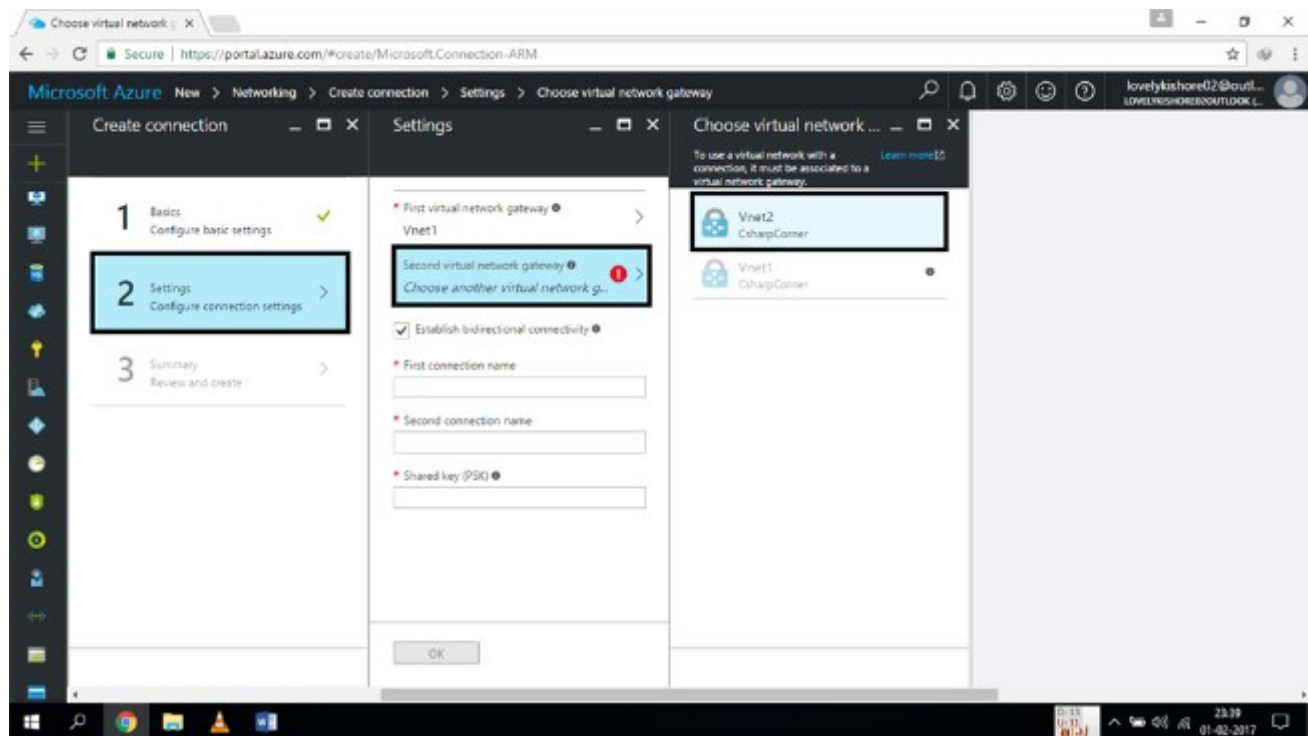 Choose virtual network g
Secure | https://portal.azure.com/#create/Microsoft.Connection-ARM
Microsoft Azure New > Networking > Create connection > Settings > Choose virtual network gateway
lovelykishore02@outl...
Create connection
Settings
Choose virtual network ...
To use a virtual network with a
connection, it must be associated to a
virtual network gateway.
Learn more
1
Basics
Configure basic settings
2
Settings
Configure connection settings
3
Summary
Review and create
* First virtual network gateway
Vnet1
Second virtual network gateway
Choose another virtual network g...
Establish bidirectional connectivity
* First connection name
* Second connection name
* Shared key (PSK)
OK
Vnet2
CsharpCorner
Vnet1
CsharpCorner
23:39
01-02-2017